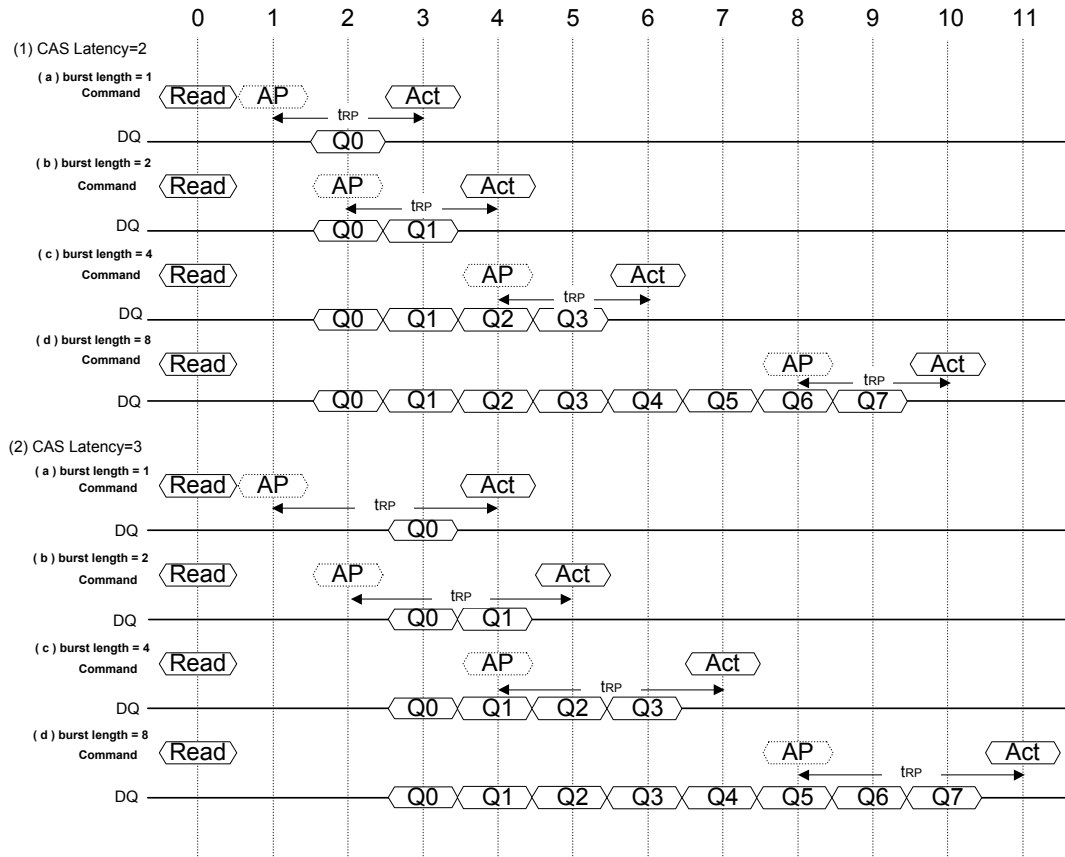 0 1 2 3 4 5 6 7 8 9 10 11
(1) CAS Latency=2
( a ) burst length = 1
Command
Read AP Act
tRP
DQ
Q0
( b ) burst length = 2
Command
Read AP Act
tRP
DQ
Q0 Q1
( c ) burst length = 4
Command
Read AP Act
tRP
DQ
Q0 Q1 Q2 Q3
( d ) burst length = 8
Command
Read AP Act
tRP
DQ
Q0 Q1 Q2 Q3 Q4 Q5 Q6 Q7
(2) CAS Latency=3
( a ) burst length = 1
Command
Read AP Act
tRP
DQ
Q0
( b ) burst length = 2
Command
Read AP Act
tRP
DQ
Q0 Q1
( c ) burst length = 4
Command
Read AP Act
tRP
DQ
Q0 Q1 Q2 Q3
( d ) burst length = 8
Command
Read AP Act
tRP
DQ
Q0 Q1 Q2 Q3 Q4 Q5 Q6 Q7